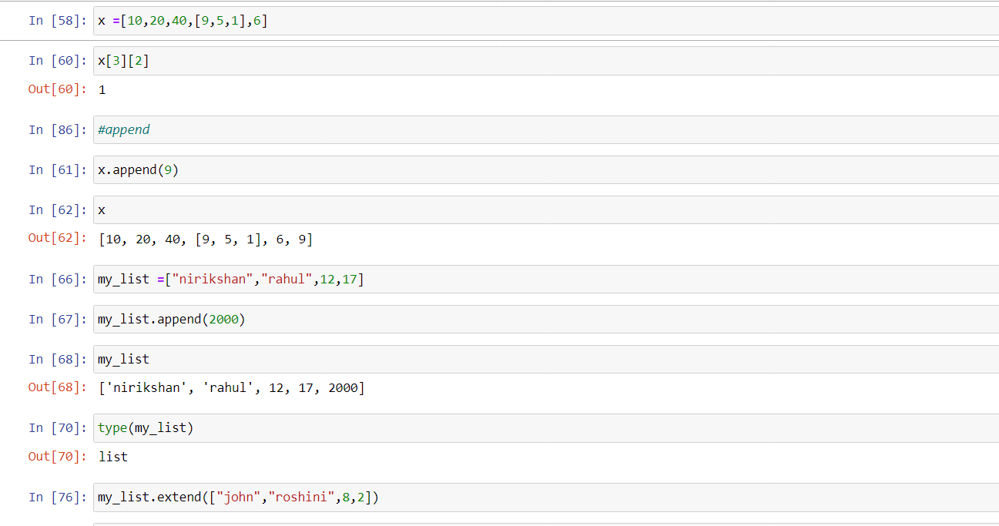 In [58]: x =[10,20,40,[9,5,1],6]
In [60]: x[3][2]
Out[60]: 1
In [86]: #append
In [61]: x.append(9)
In [62]: x
Out[62]: [10, 20, 40, [9, 5, 1], 6, 9]
In [66]: my_list =["nirikshan","rahul",12,17]
In [67]: my_list.append(2000)
In [68]: my_list
Out[68]: ['nirikshan', 'rahul', 12, 17, 2000]
In [70]: type(my_list)
Out[70]: list
In [76]: my_list.extend(["john","roshini",8,2])